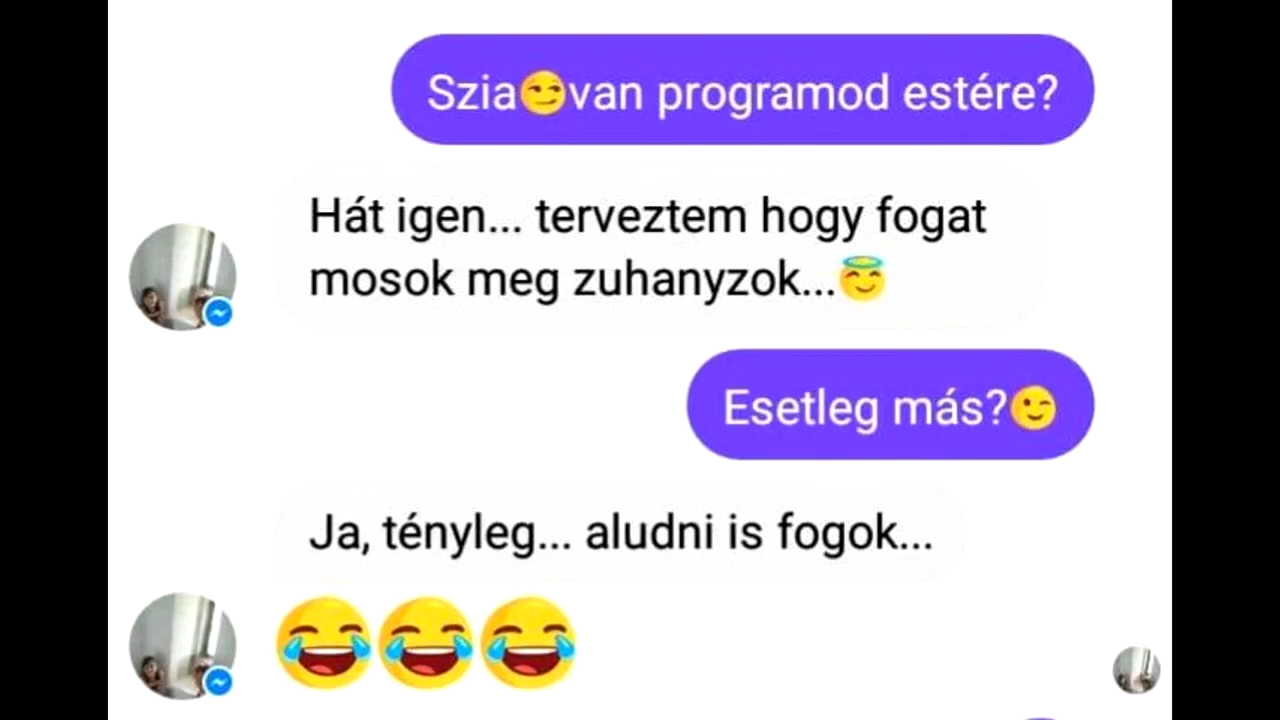 Szia😏van programod estére?
Hát igen... terveztem hogy fogat
mosok meg zuhanyzok...😇
Esetleg más?😉
Ja, tényleg... aludni is fogok...
😂😂😂